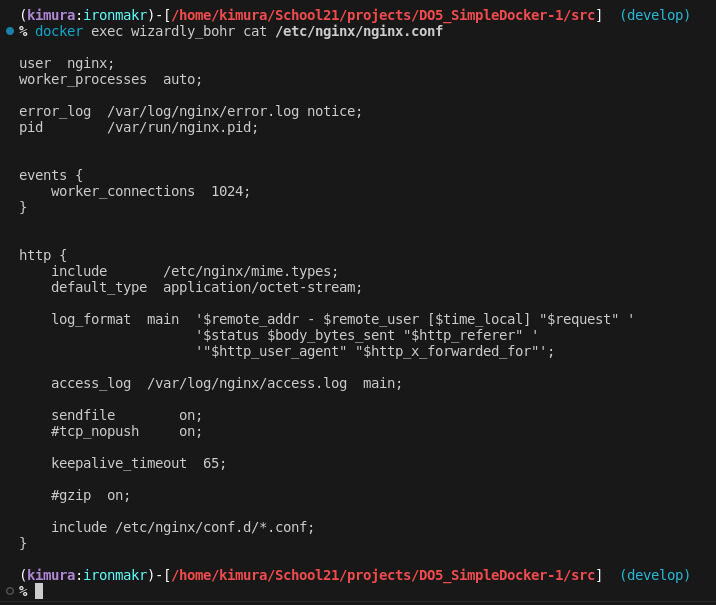 (kimura:ironmakr)-[/home/kimura/School21/projects/DO5_SimpleDocker-1/src] (develop)
% docker exec wizardly_bohr cat /etc/nginx/nginx.conf
user  nginx;
worker_processes  auto;
error_log  /var/log/nginx/error.log notice;
pid        /var/run/nginx.pid;
events {
    worker_connections  1024;
}
http {
    include       /etc/nginx/mime.types;
    default_type  application/octet-stream;
    log_format  main  '$remote_addr - $remote_user [$time_local] "$request" '
                      '$status $body_bytes_sent "$http_referer" '
                      '"$http_user_agent" "$http_x_forwarded_for"';
    access_log  /var/log/nginx/access.log  main;
    sendfile        on;
    #tcp_nopush     on;
    keepalive_timeout  65;
    #gzip  on;
    include /etc/nginx/conf.d/*.conf;
}
(kimura:ironmakr)-[/home/kimura/School21/projects/DO5_SimpleDocker-1/src] (develop)
%